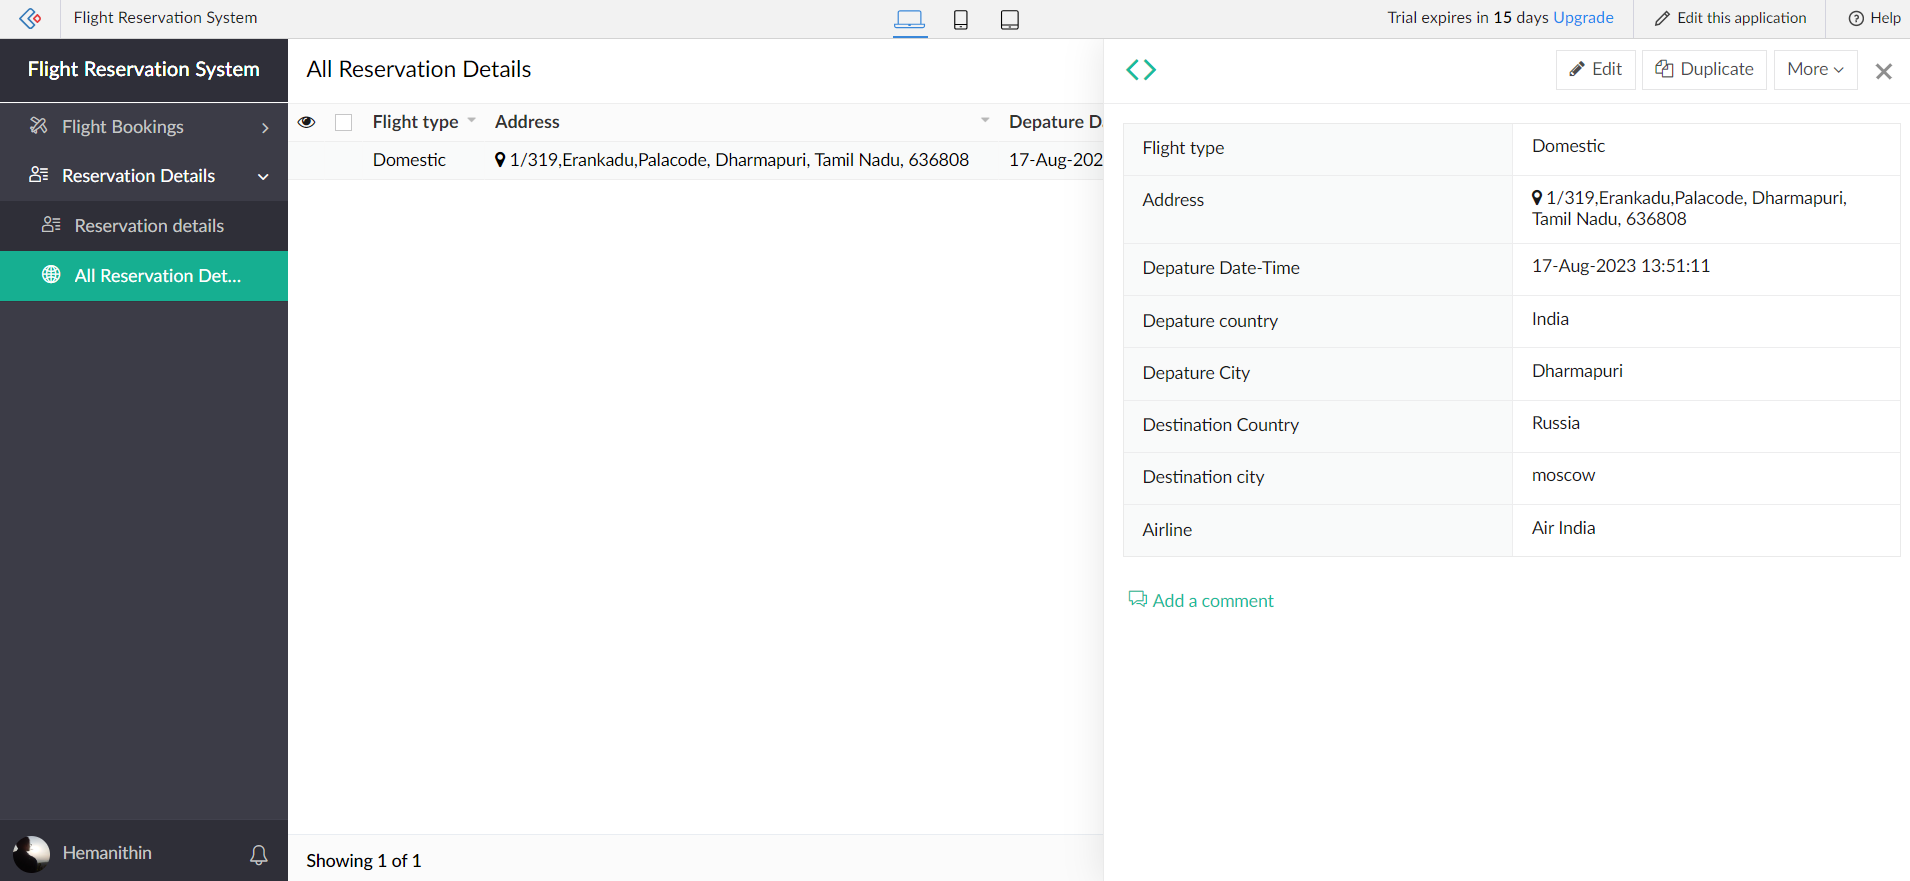 Flight Reservation System
Trial expires in 15 days Upgrade
Edit this application
Help
Flight Reservation System
Flight Bookings
Reservation Details
Reservation details
All Reservation Det...
Hemanithin
All Reservation Details
Flight type Address Depature D
Domestic 1/319,Erankadu,Palacode, Dharmapuri, Tamil Nadu, 636808 17-Aug-202
Showing 1 of 1
Edit Duplicate More
Flight type Domestic
Address 1/319,Erankadu,Palacode, Dharmapuri,
Tamil Nadu, 636808
Depature Date-Time 17-Aug-2023 13:51:11
Depature country India
Depature City Dharmapuri
Destination Country Russia
Destination city moscow
Airline Air India
Add a comment